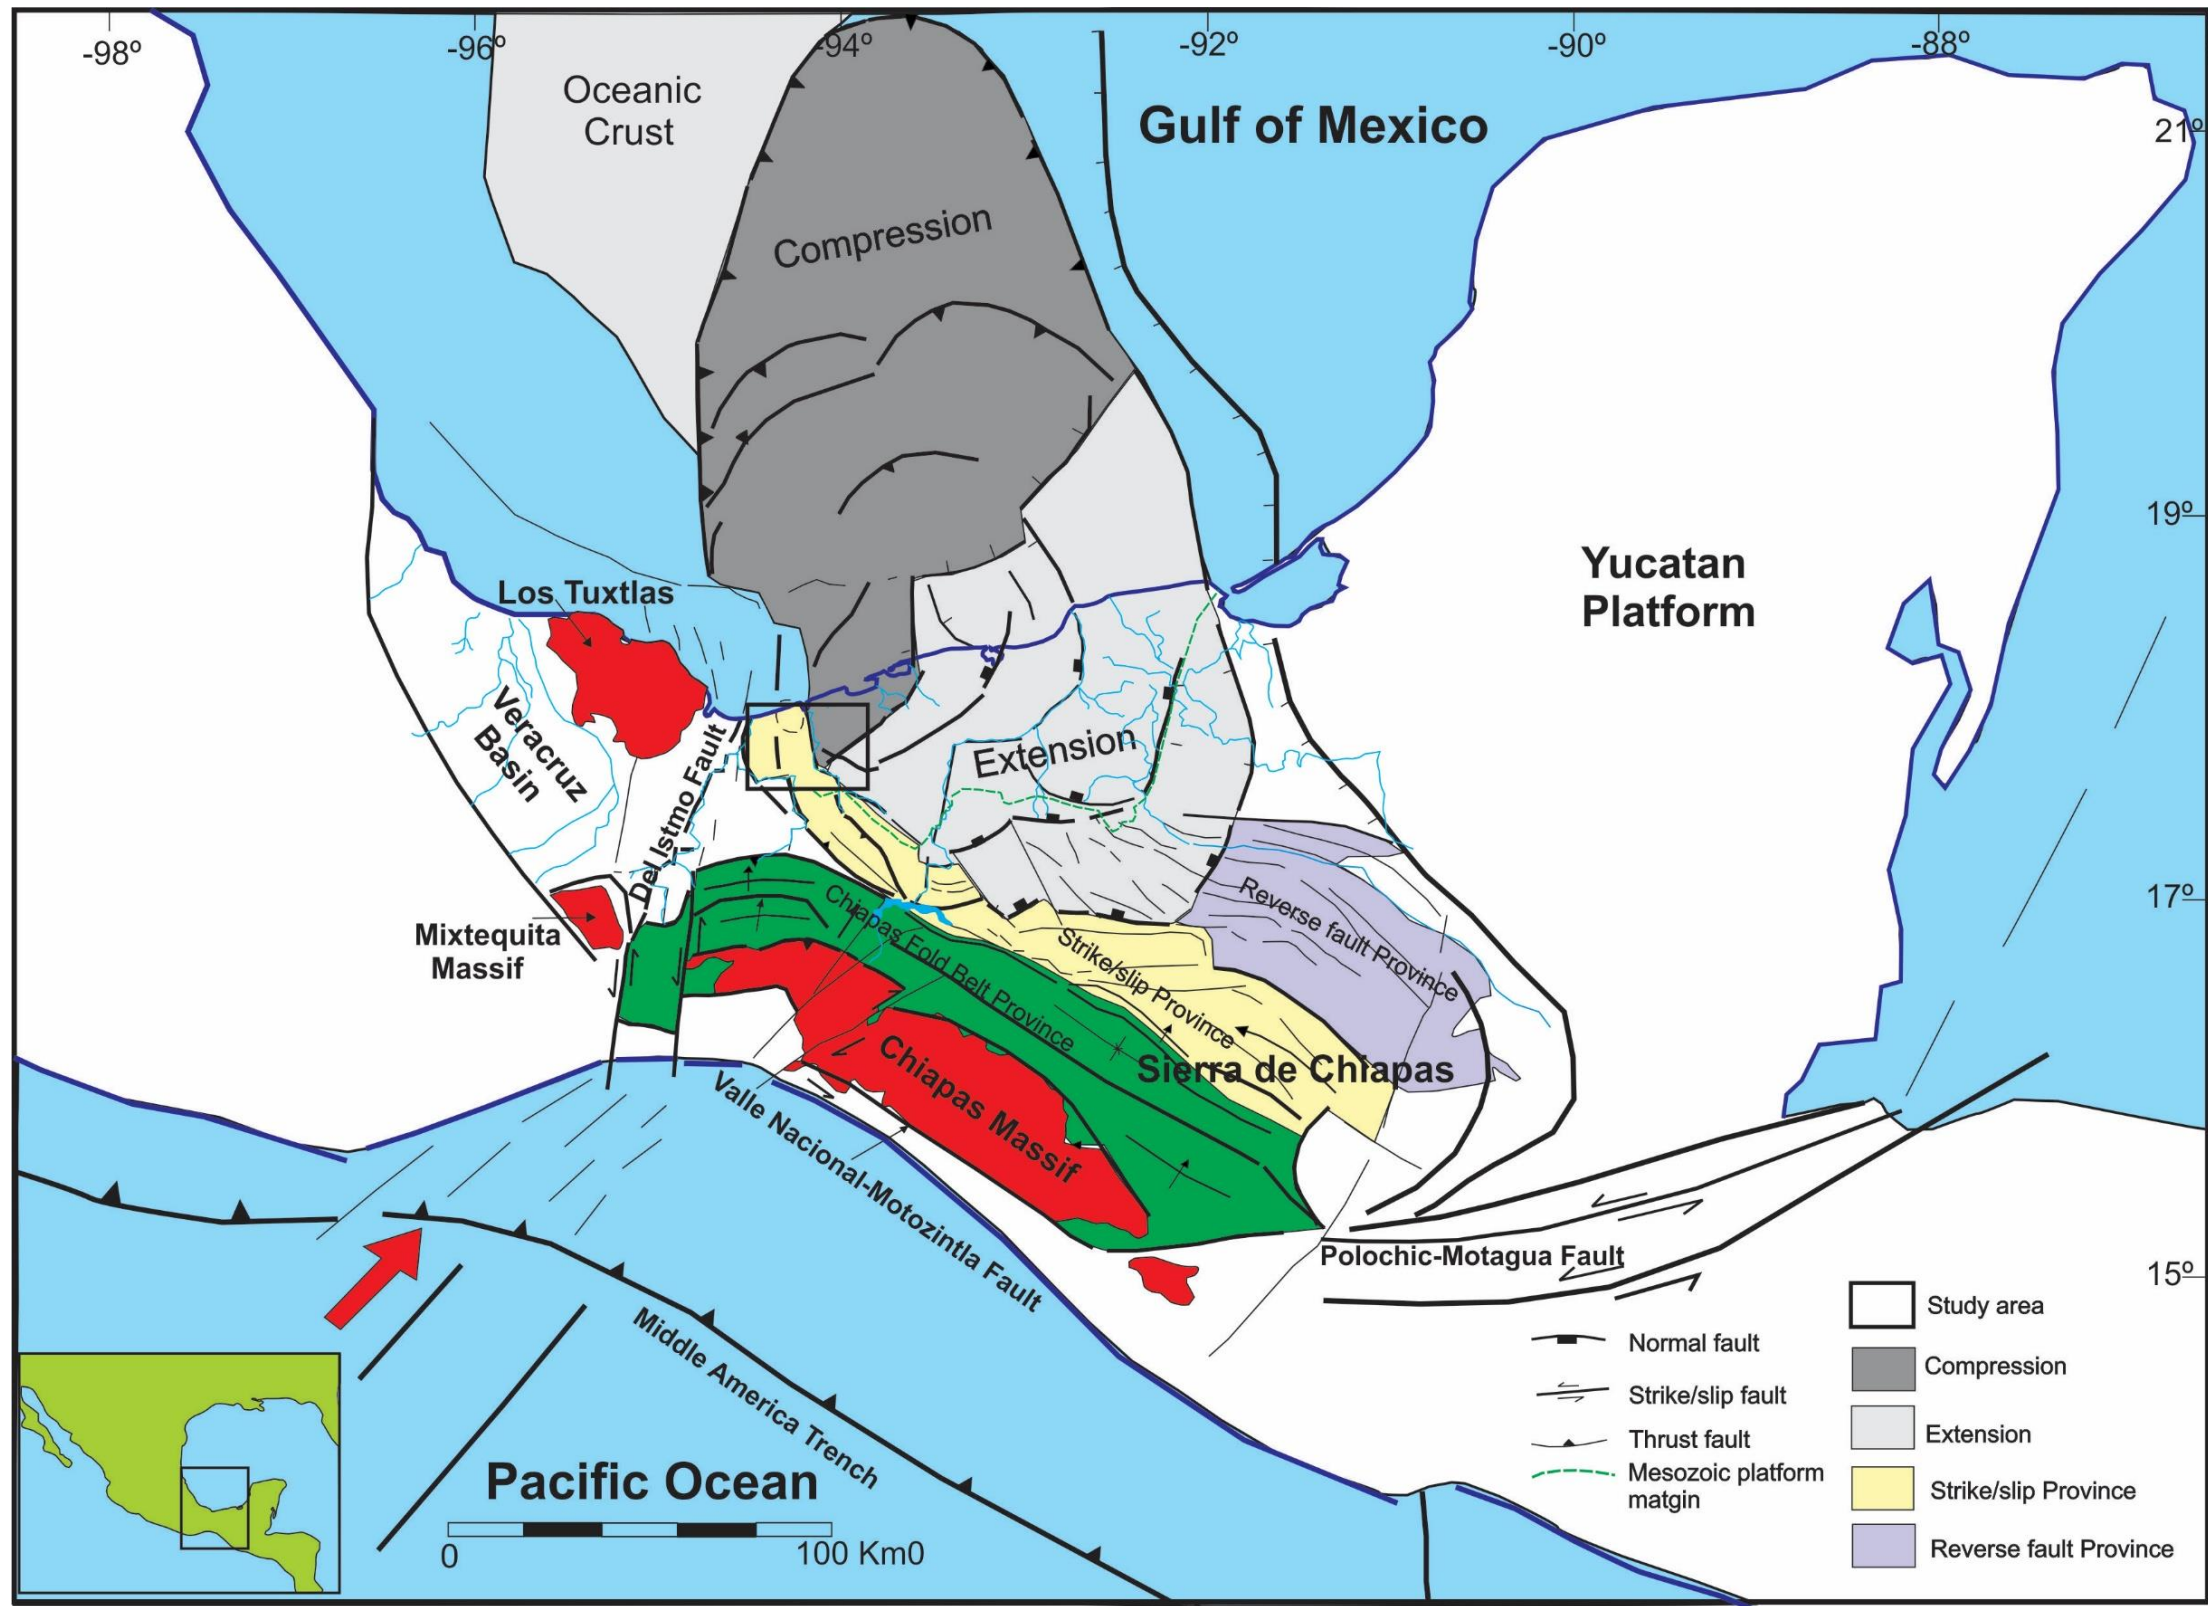 -98º
-96º
-94º
-92º
-90º
-88º
Oceanic
Crust
Gulf of Mexico
21º
Compression
19º
Yucatan
Platform
Los Tuxtlas
Veracruz
Basin
Del Istmo Fault
Extension
17º
Mixtequita
Massif
Chiapas Fold Belt Province
Strike/slip Province
Reverse fault Province
Sierra de Chiapas
Chiapas Massif
Valle Nacional-Motozintla Fault
Polochic-Motagua Fault
15º
Middle America Trench
Pacific Ocean
0
100 Km0
Normal fault
Strike/slip fault
Thrust fault
Mesozoic platform
matgin
Study area
Compression
Extension
Strike/slip Province
Reverse fault Province